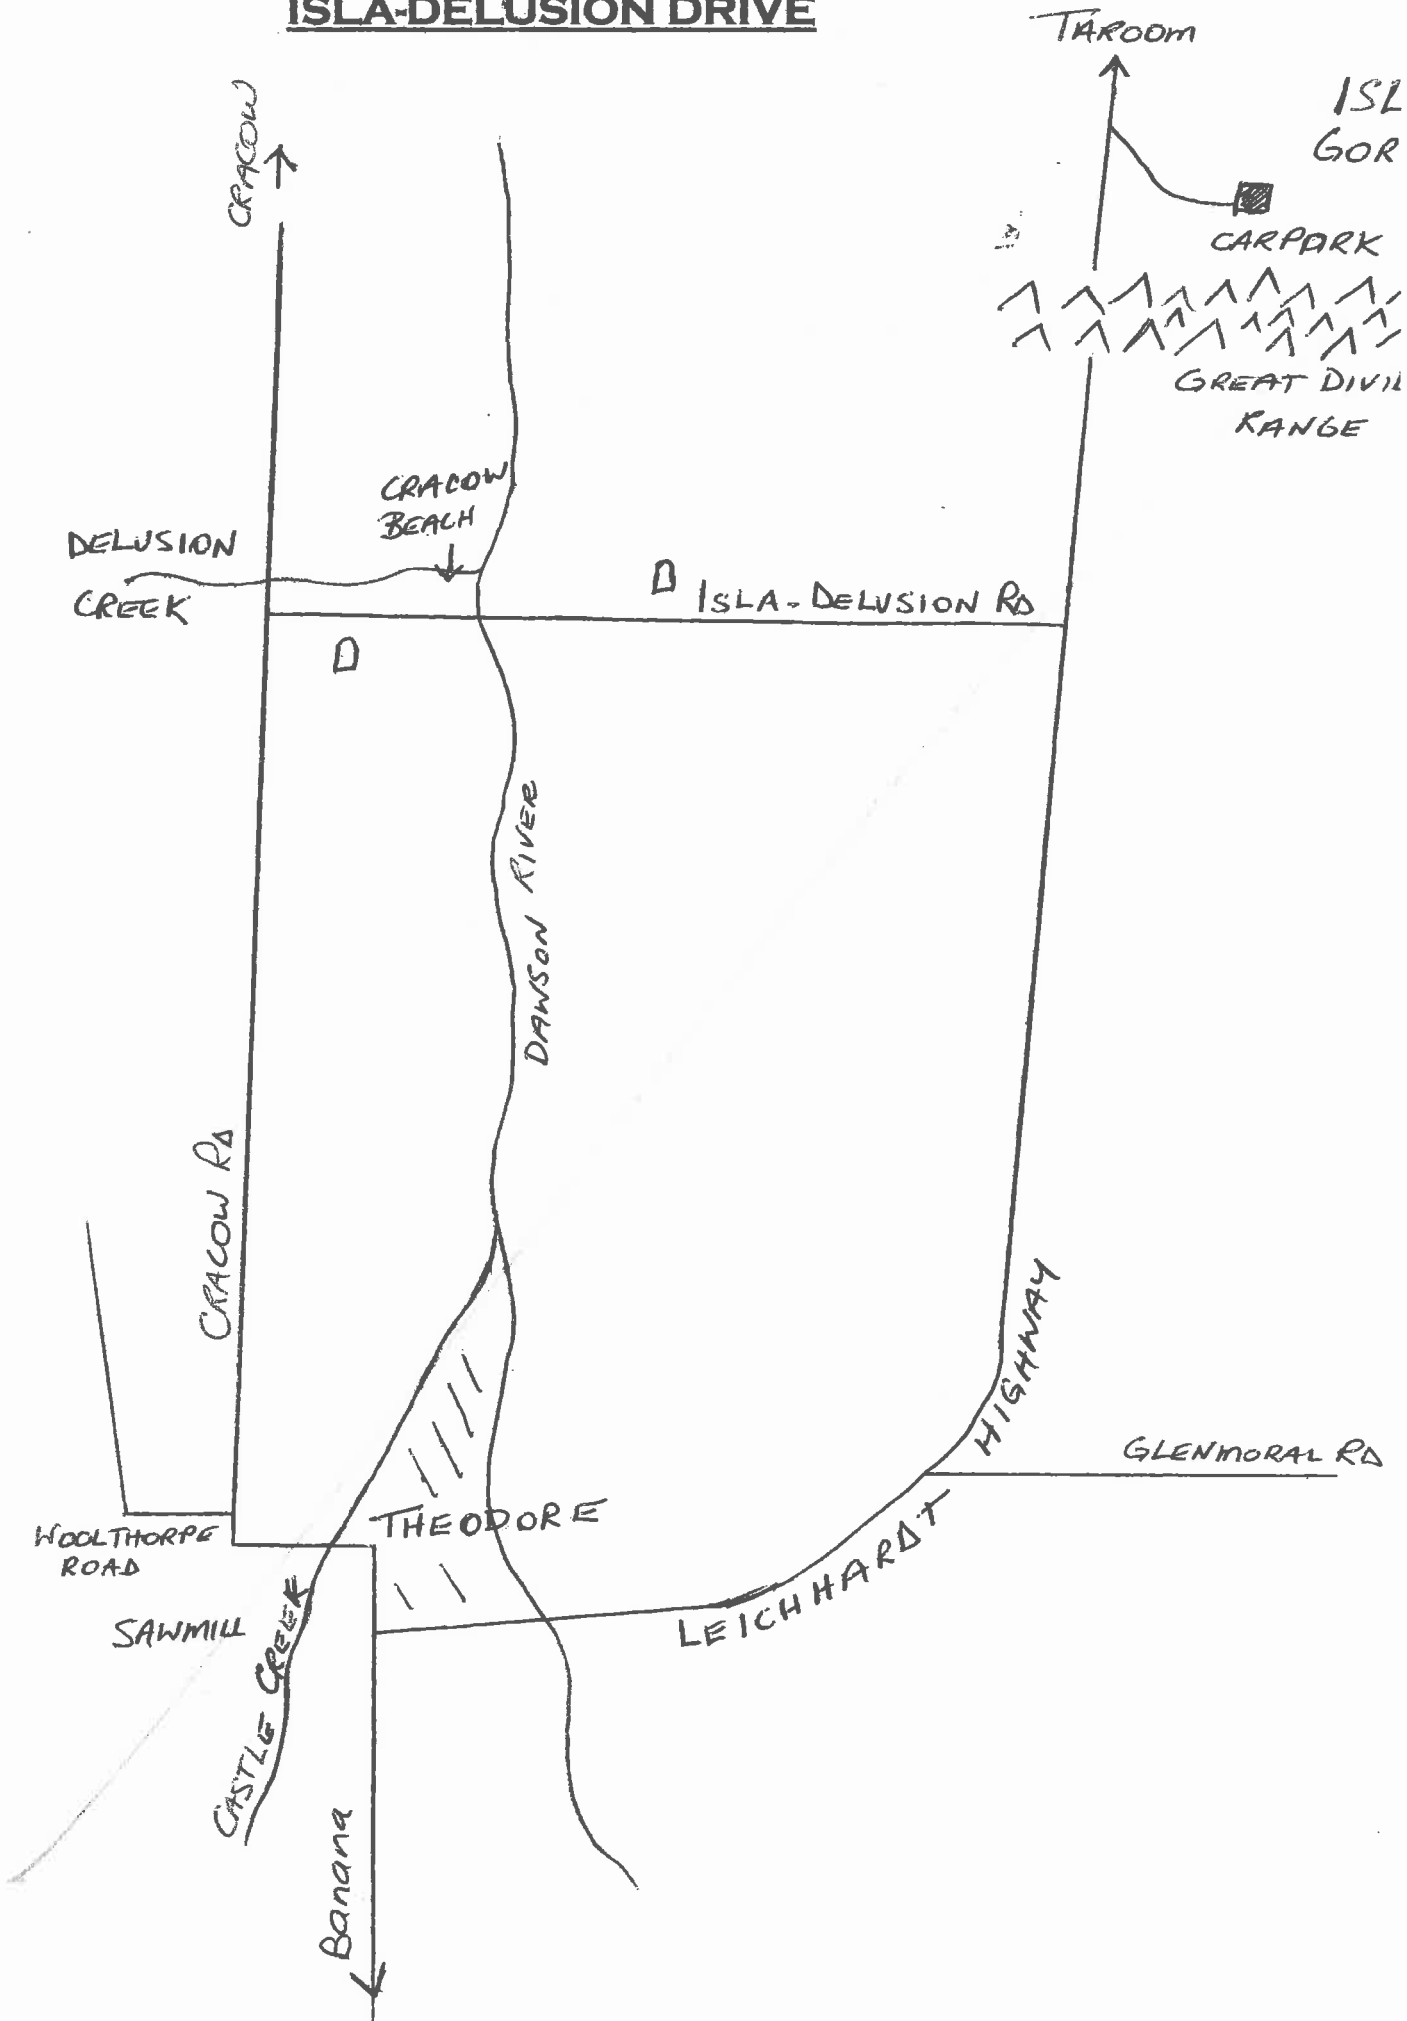 ISLA-DELUSION DRIVE
TAROOM
ISL
GOR
CRACOW
CARPARK
GREAT DIVID
RANGE
CRACOW
BEACH
DELUSION
CREEK
D
ISLA-DELUSION RD
D
DAWSON RIVER
CRACOW RD
HIGHWAY
GLENMORAL RD
THEODORE
WOOLTHORPE
ROAD
LEICHHARDT
SAWMILL
CASTLE CREEK
Banana